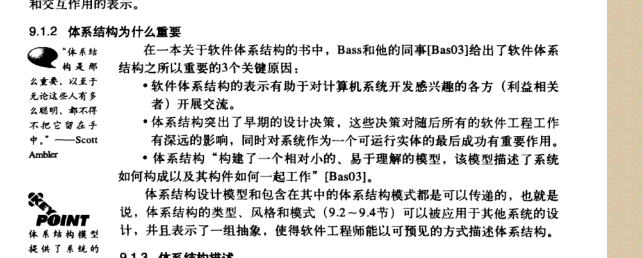 和交互作用的表示。
9.1.2 体系结构为什么重要
在一本关于软件体系结构的书中，Bass和他的同事[Bas03]给出了软件体系
结构之所以重要的3个关键原因：
•软件体系结构的表示有助于对计算机系统开发感兴趣的各方（利益相关
者）开展交流。
•体系结构突出了早期的设计决策，这些决策对随后所有的软件工程工作
有深远的影响，同时对系统作为一个可运行实体的最后成功有重要作用。
•体系结构“构建了一个相对小的、易于理解的模型，该模型描述了系统
如何构成以及其构件如何一起工作”[Bas03]。
体系结构设计模型和包含在其中的体系结构模式都是可以传递的，也就是
说，体系结构的类型、风格和模式（9.2～9.4节）可以被应用于其他系统的设
计，并且表示了一组抽象，使得软件工程师能以可预见的方式描述体系结构。
“体系结
构是那
么重要，以至于
无论这些人有多
么聪明，都不得
不把它留在手
中。”——Scott
Ambler
KEY
POINT
体系结构模型
提供了系统的
9.1.3 体系结构描述